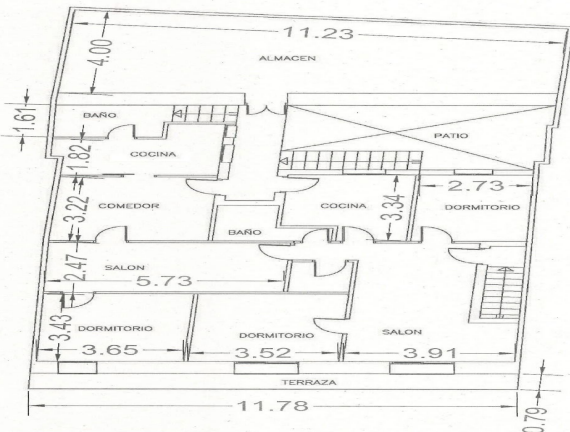 11.23
4.00
ALMACEN
1.61
BAÑO
PATIO
1.82
COCINA
2.73
3.22
COMEDOR
COCINA
3.34
DORMITORIO
BAÑO
SALON
2.47
5.73
3.43
DORMITORIO
DORMITORIO
SALON
3.65
3.52
3.91
TERRAZA
11.78
0.79